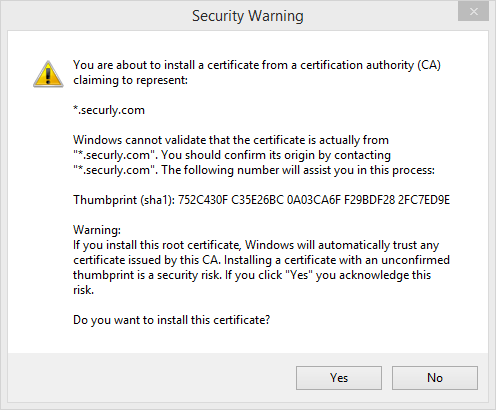 Security Warning
You are about to install a certificate from a certification authority (CA)
claiming to represent:
*.securly.com
Windows cannot validate that the certificate is actually from
"*.securly.com". You should confirm its origin by contacting
"*.securly.com". The following number will assist you in this process:
Thumbprint (sha1): 752C430F C35E26BC 0A03CA6F F29BDF28 2FC7ED9E
Warning:
If you install this root certificate, Windows will automatically trust any
certificate issued by this CA. Installing a certificate with an unconfirmed
thumbprint is a security risk. If you click "Yes" you acknowledge this
risk.
Do you want to install this certificate?
Yes
No